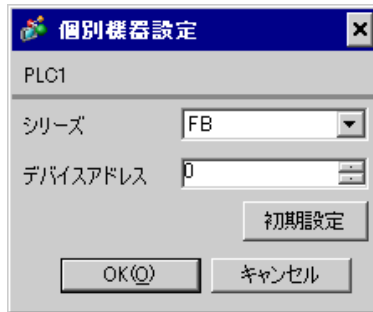 個別機器設定
PLC1
シリーズ FB
デバイスアドレス 0
初期設定
OK(O) キャンセル